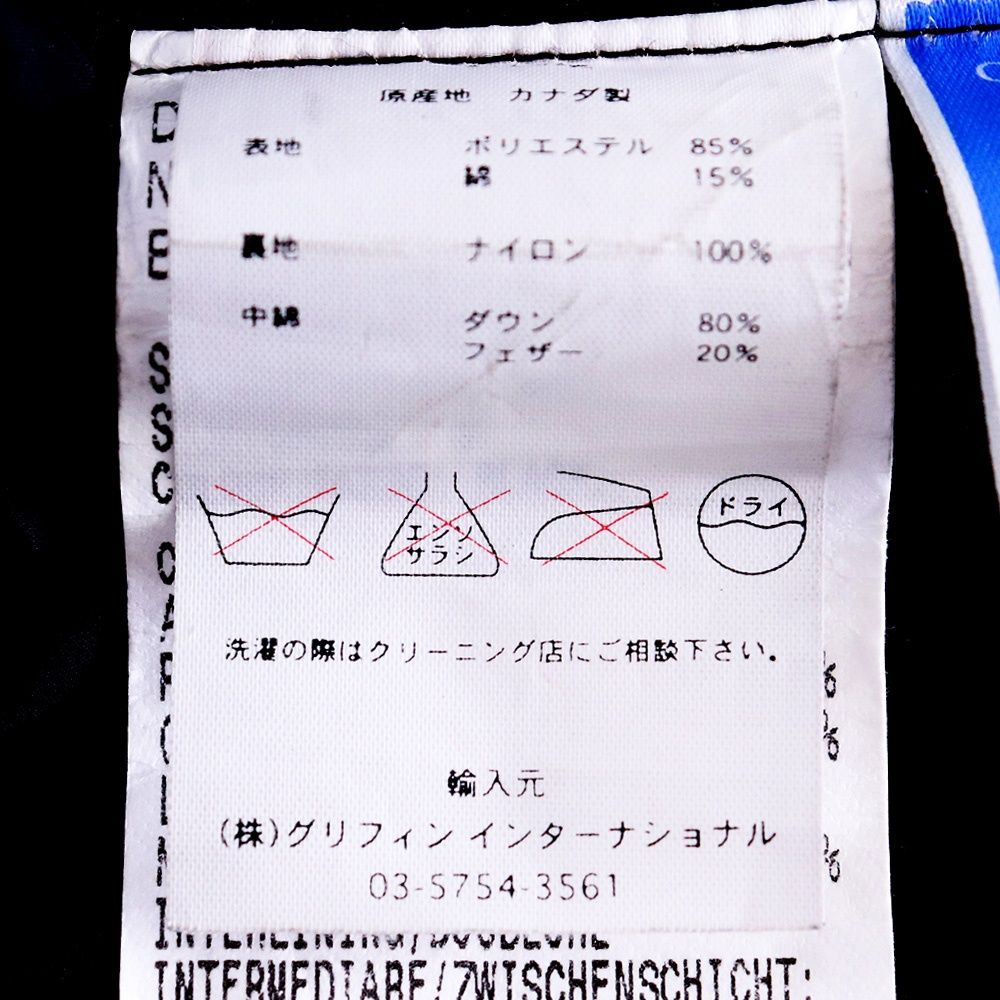 原産地 カナダ製
表地 ポリエステル 85%
綿 15%
裏地 ナイロン 100%
中綿 ダウン 80%
フェザー 20%
エンソ
サラシ
ドライ
洗濯の際はクリーニング店にご相談下さい。
輸入元
(株)グリフィン インターナショナル
03-5754-3561
INTERMEDIARE/ZWISCHENSCHICHT: